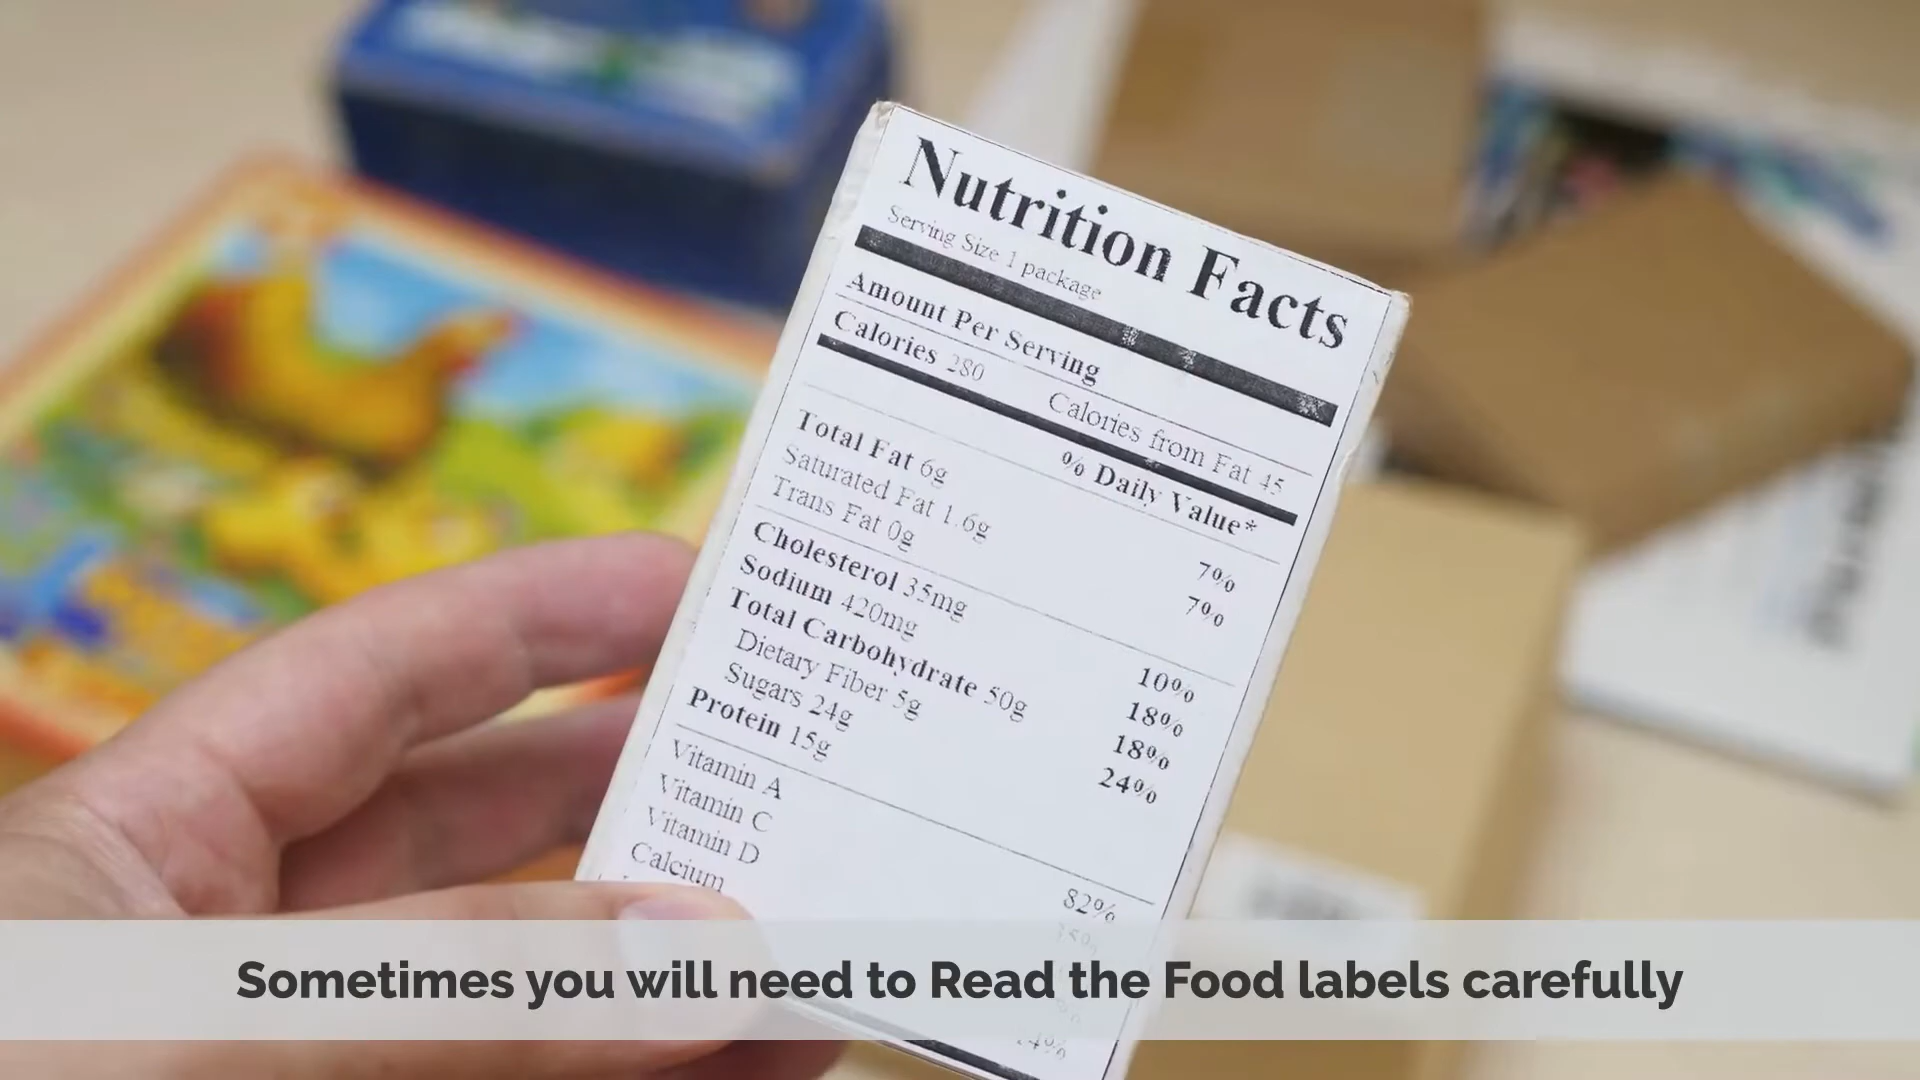 Nutrition Facts
Serving Size 1 package
Amount Per Serving
Calories 280 Calories from Fat 45
% Daily Value*
Total Fat 6g 7%
Saturated Fat 1.6g 7%
Trans Fat 0g
Cholesterol 35mg 10%
Sodium 420mg 18%
Total Carbohydrate 50g 18%
Dietary Fiber 5g 24%
Sugars 24g
Protein 15g
Vitamin A 82%
Vitamin C
Vitamin D
Calcium
Sometimes you will need to Read the Food labels carefully